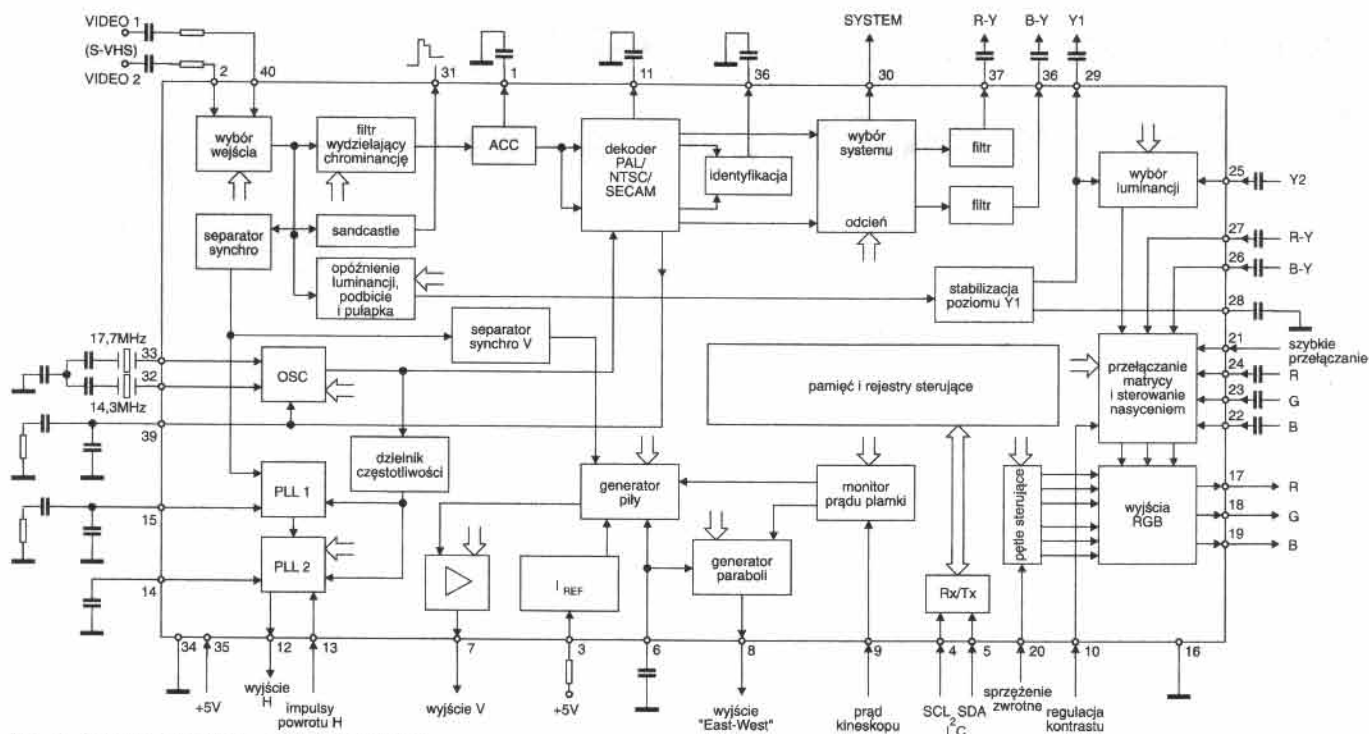 VIDEO 1
(S-VHS)
VIDEO 2
SYSTEM
R-Y
B-Y
Y1
2
40
31
1
11
36
30
37
36
29
wybór
wejścia
filtr
wydzielający
chrominancję
ACC
dekoder
PAL/
NTSC/
SECAM
identyfikacja
wybór
systemu
odcień
filtr
filtr
wybór
luminancji
25
Y2
separator
synchro
sandcastle
27
R-Y
26
B-Y
opóźnienie
luminancji,
podbicie
i pułapka
stabilizacja
poziomu Y1
28
separator
synchro V
17,7MHz
33
32
14,3MHz
OSC
39
pamięć i rejestry sterujące
przełączanie
matrycy
i sterowanie
nasyceniem
21
szybkie
przełączanie
24
R
23
G
22
B
dzielnik
częstotliwości
PLL 1
15
generator
piły
monitor
prądu plamki
pętle sterujące
wyjścia
RGB
17
R
18
G
19
B
PLL 2
14
I REF
generator
paraboli
Rx/Tx
34
35
12
13
7
3
6
8
9
4
5
20
10
16
+5V
wyjście
H
impulsy
powrotu H
wyjście V
+5V
wyjście
"East-West"
prąd
kineskopu
SCL SDA
I2C
sprzężenie
zwrotne
regulacja
kontrastu